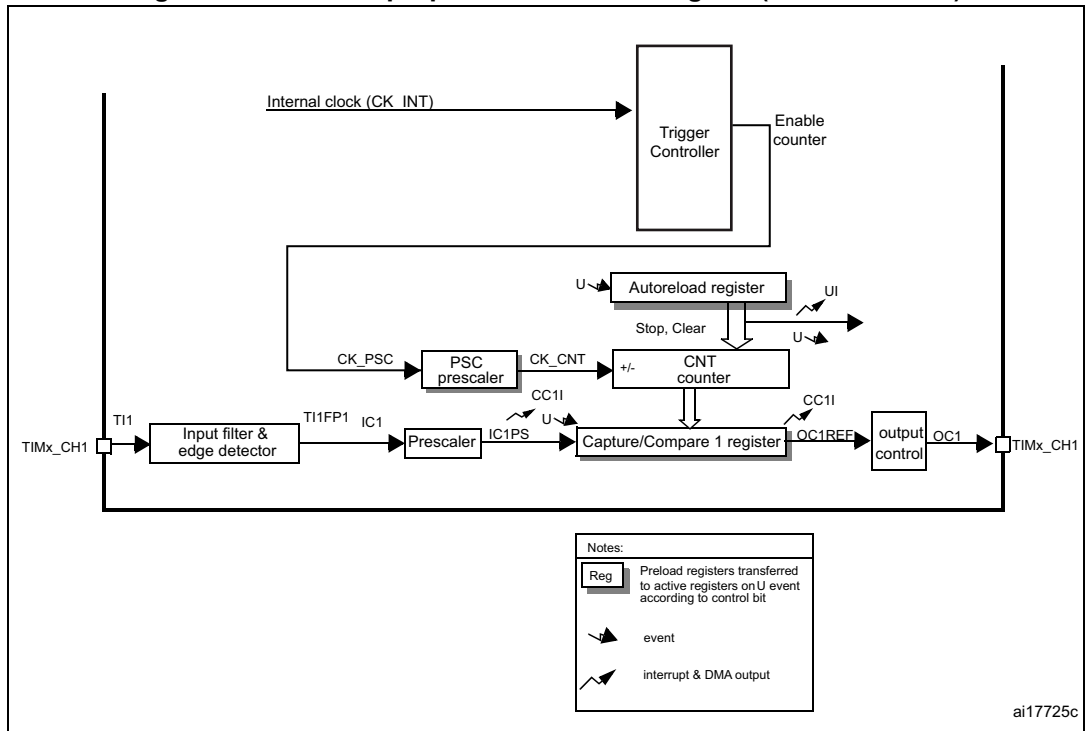 Internal clock (CK_INT)
Trigger
Controller
Enable
counter
U
Autoreload register
UI
Stop, Clear
U
CK_PSC
PSC
prescaler
CK_CNT
+/-
CNT
counter
CC1I
CC1I
U
TI1
TI1FP1
IC1
IC1PS
TIMx_CH1
Input filter &
edge detector
Prescaler
Capture/Compare 1 register
OC1REF
output
control
OC1
TIMx_CH1
Notes:
Reg
Preload registers transferred
to active registers on U event
according to control bit
event
interrupt & DMA output
ai17725c